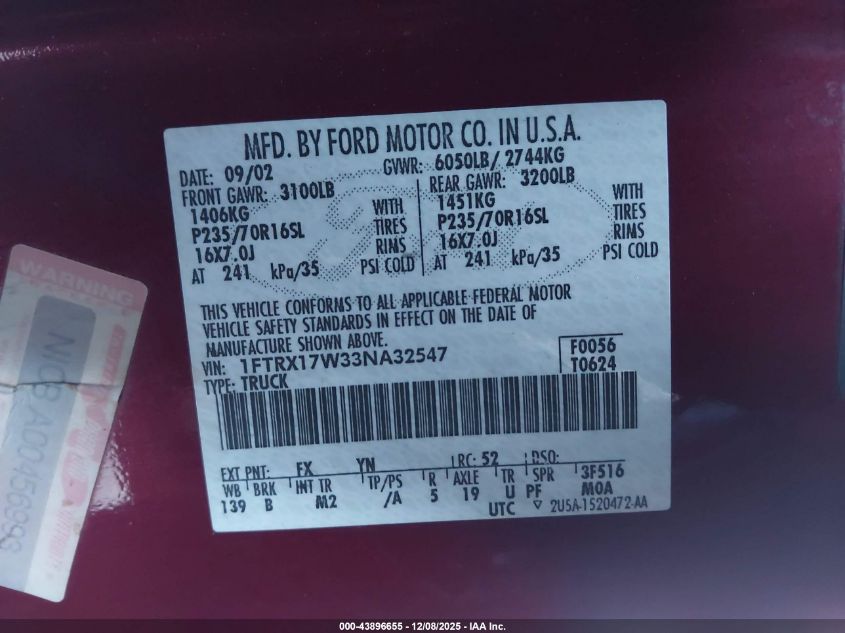 MFD. BY FORD MOTOR CO. IN U.S.A.
DATE: 09/02 GVWR: 6050LB/ 2744KG
FRONT GAWR: 3100LB REAR GAWR: 3200LB
1406KG WITH 1451KG WITH
P235/70R16SL TIRES P235/70R16SL TIRES
16X7.0J RIMS 16X7.0J RIMS
AT 241 kPa/35 PSI COLD AT 241 kPa/35 PSI COLD
THIS VEHICLE CONFORMS TO ALL APPLICABLE FEDERAL MOTOR
VEHICLE SAFETY STANDARDS IN EFFECT ON THE DATE OF
MANUFACTURE SHOWN ABOVE.
VIN: 1FTRX17W33NA32547 F0056
TYPE: TRUCK T0624
EXT PNT: FX YN RC: 52 DSO:
WB BRK INT TR TP/PS R AXLE TR SPR 3F516
139 B M2 /A 5 19 U PF MOA
UTC ▽ 2USA-1520472-AA
WARNING
000-43896655 - 12/08/2025 - IAA Inc.